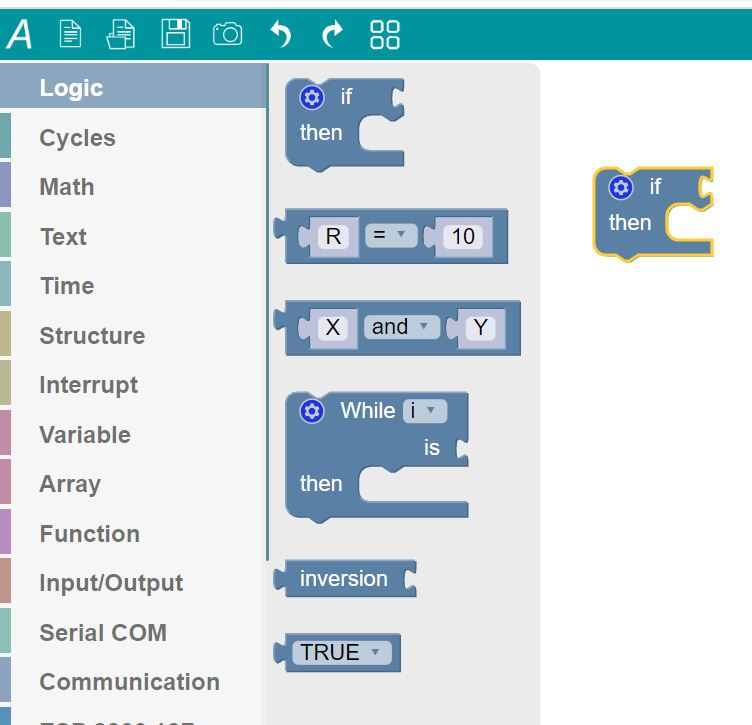 A
Logic
Cycles
Math
Text
Time
Structure
Interrupt
Variable
Array
Function
Input/Output
Serial COM
Communication
if
then
R = 10
X and Y
While i
is
then
inversion
TRUE
if
then